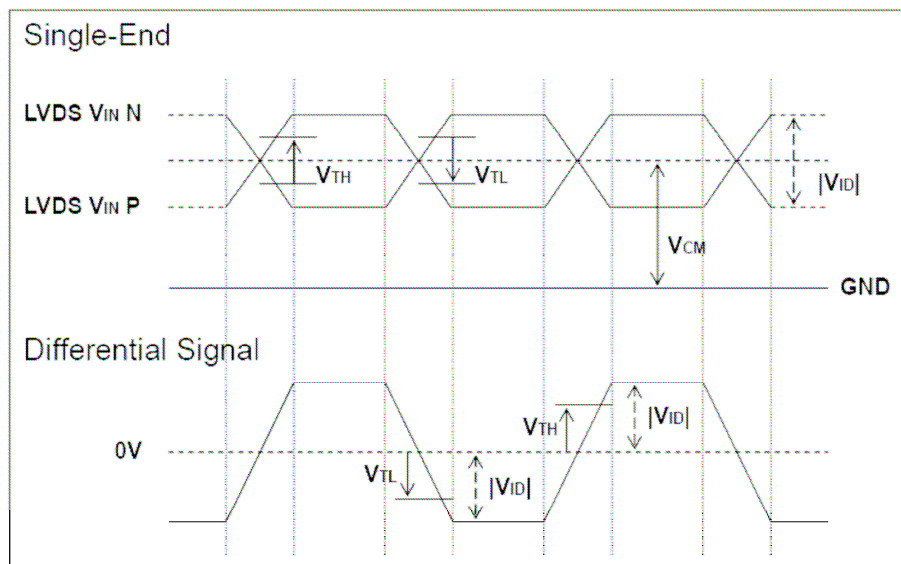 Single-End
LVDS VIN N
VTH
VTL
|VID|
LVDS VIN P
VCM
GND
Differential Signal
|VID|
VTH
0V
VTL
|VID|